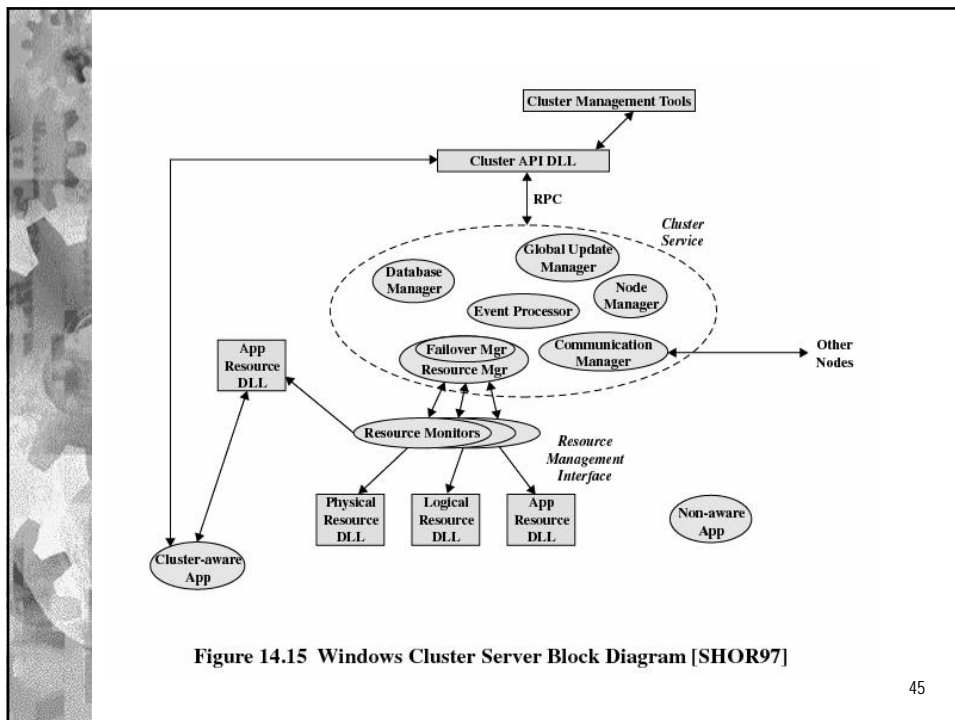 Cluster Management Tools
Cluster API DLL
RPC
Cluster
Service
Global Update
Manager
Database
Manager
Node
Manager
Event Processor
Failover Mgr
Resource Mgr
Communication
Manager
Other
Nodes
App
Resource
DLL
Resource Monitors
Resource
Management
Interface
Physical
Resource
DLL
Logical
Resource
DLL
App
Resource
DLL
Non-aware
App
Cluster-aware
App
Figure 14.15 Windows Cluster Server Block Diagram [SHOR97]
45